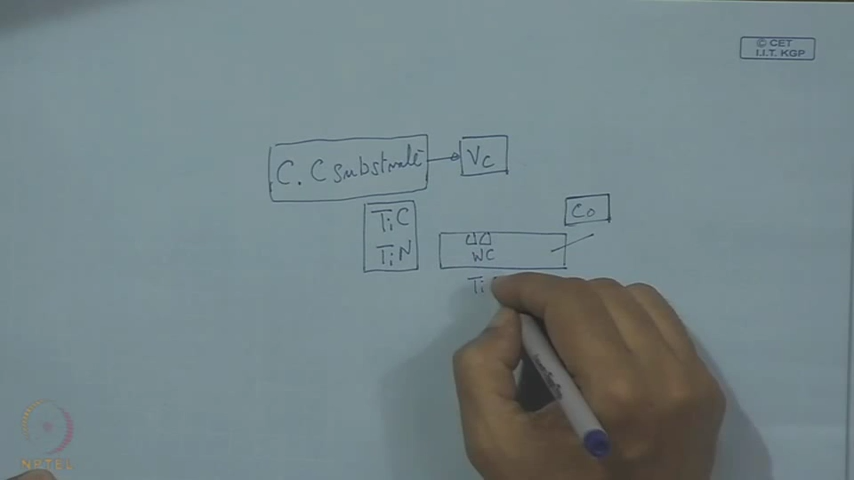 © CET
I.I.T. KGP
C.C Substrate
Vc
TiC
TiN
Co
WC
Ti
NPTEL